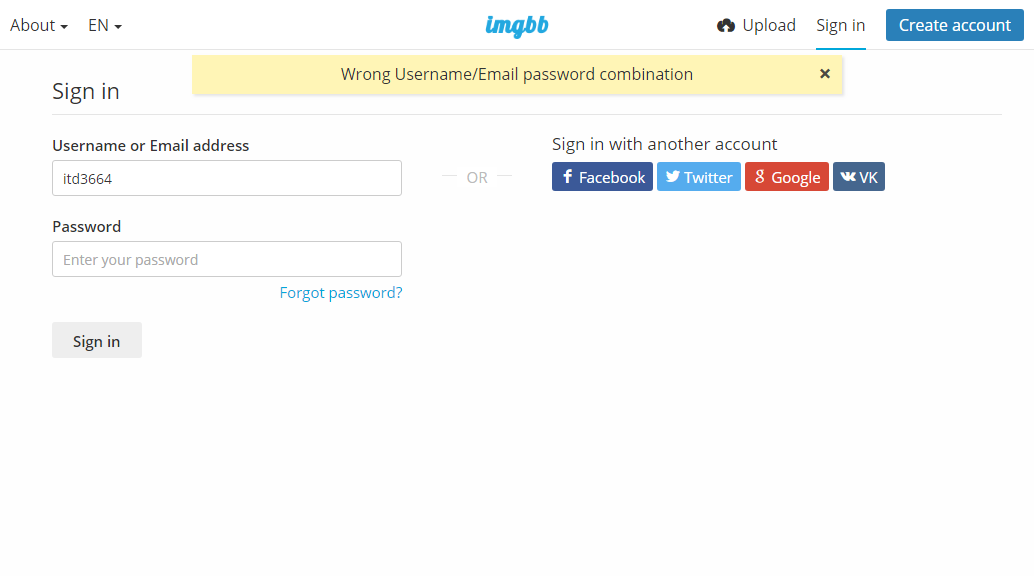 About EN imgbb Upload Sign in Create account
Wrong Username/Email password combination ×
Sign in
Username or Email address
itd3664
Password
Enter your password
Forgot password?
Sign in
OR
Sign in with another account
Facebook Twitter Google VK